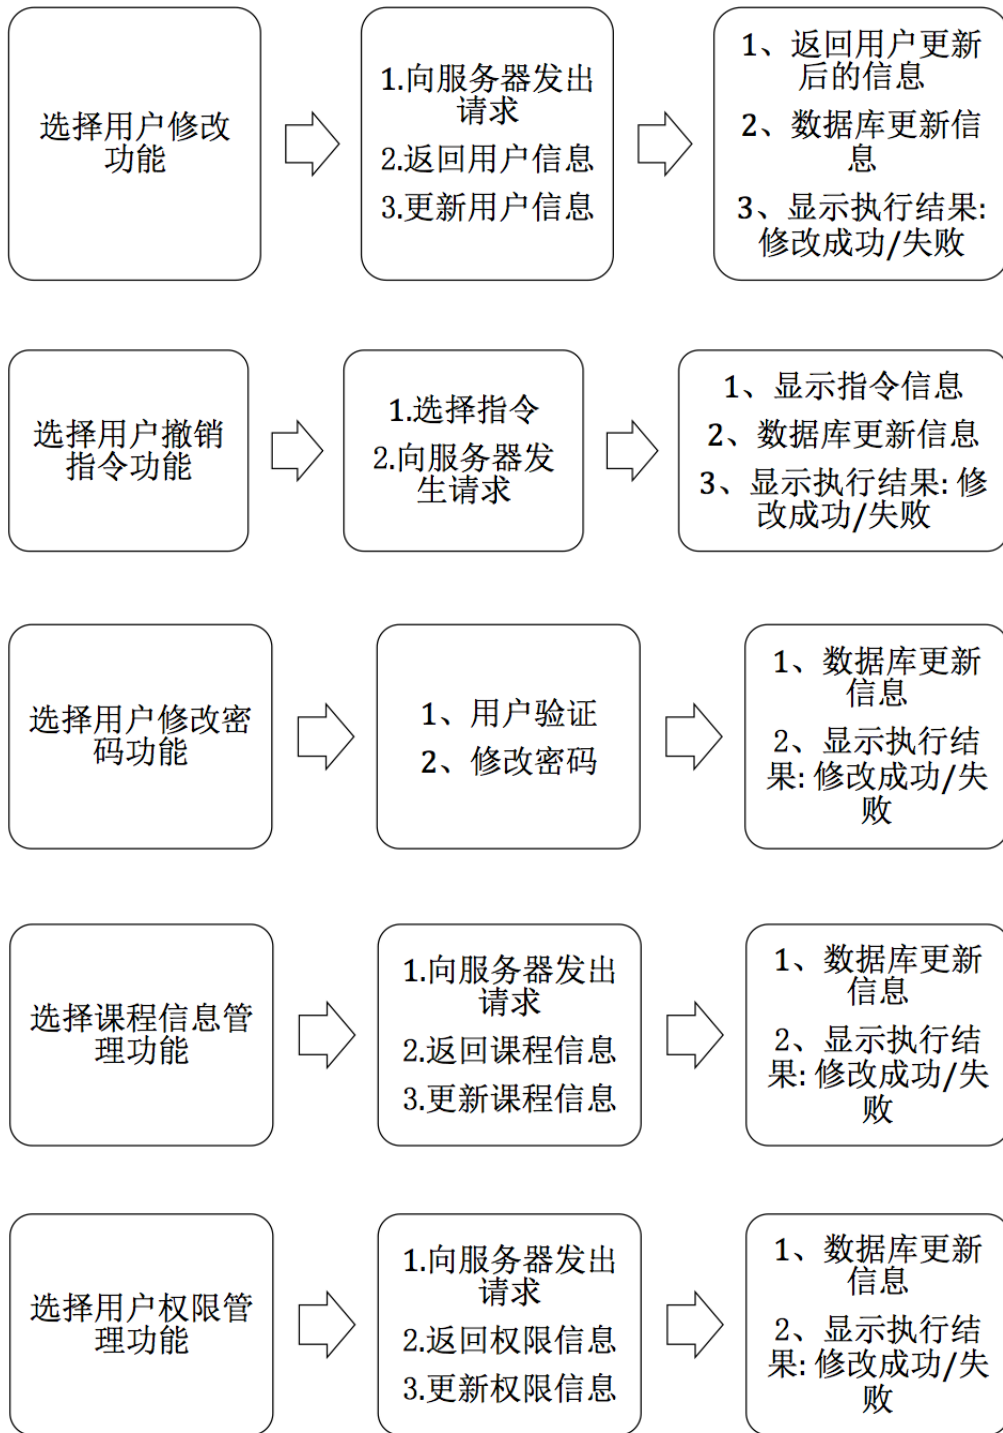 选择用户修改
功能
1.向服务器发出
请求
2.返回用户信息
3.更新用户信息
1、返回用户更新
后的信息
2、数据库更新信
息
3、显示执行结果:
修改成功/失败
选择用户撤销
指令功能
1.选择指令
2.向服务器发
生请求
1、显示指令信息
2、数据库更新信息
3、显示执行结果: 修
改成功/失败
选择用户修改密
码功能
1、用户验证
2、修改密码
1、数据库更新
信息
2、显示执行结
果: 修改成功/失
败
选择课程信息管
理功能
1.向服务器发出
请求
2.返回课程信息
3.更新课程信息
1、数据库更新
信息
2、显示执行结
果: 修改成功/失
败
选择用户权限管
理功能
1.向服务器发出
请求
2.返回权限信息
3.更新权限信息
1、数据库更新
信息
2、显示执行结
果: 修改成功/失
败